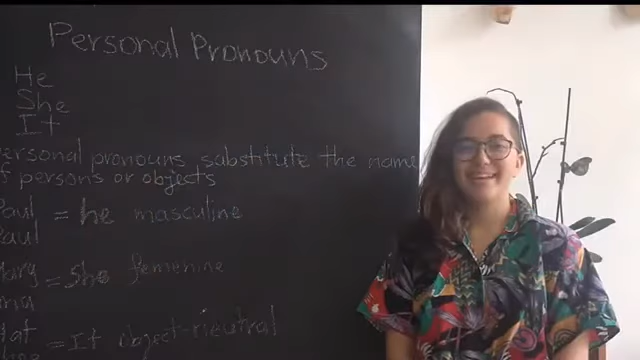 Personal Pronouns
He
She
It
ersonal pronouns substitute the name
f persons or objects
Paul = he masculine
Raul
Mary = She femenine
at = It object-neutral